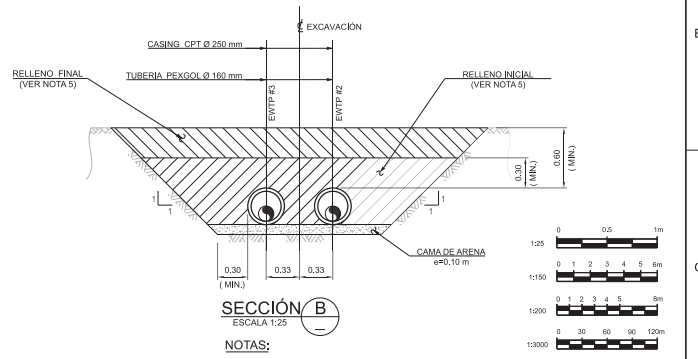 ℄ EXCAVACIÓN
CASING CPT Ø 250 mm
TUBERIA PEXGOL Ø 160 mm
RELLENO FINAL
(VER NOTA 5)
RELLENO INICIAL
(VER NOTA 5)
EWTP #3
EWTP #2
0.30
( MIN.)
0.60
( MIN.)
1
1
1
1
0.30
( MIN.)
0.33
0.33
CAMA DE ARENA
e=0.10 m
SECCIÓN B
ESCALA 1:25
–
NOTAS:
0 0.5 1m
1:25
0 1 2 3 4 5 6m
1:150
0 1 2 3 4 5 8m
1:200
0 30 60 90 120m
1:3000